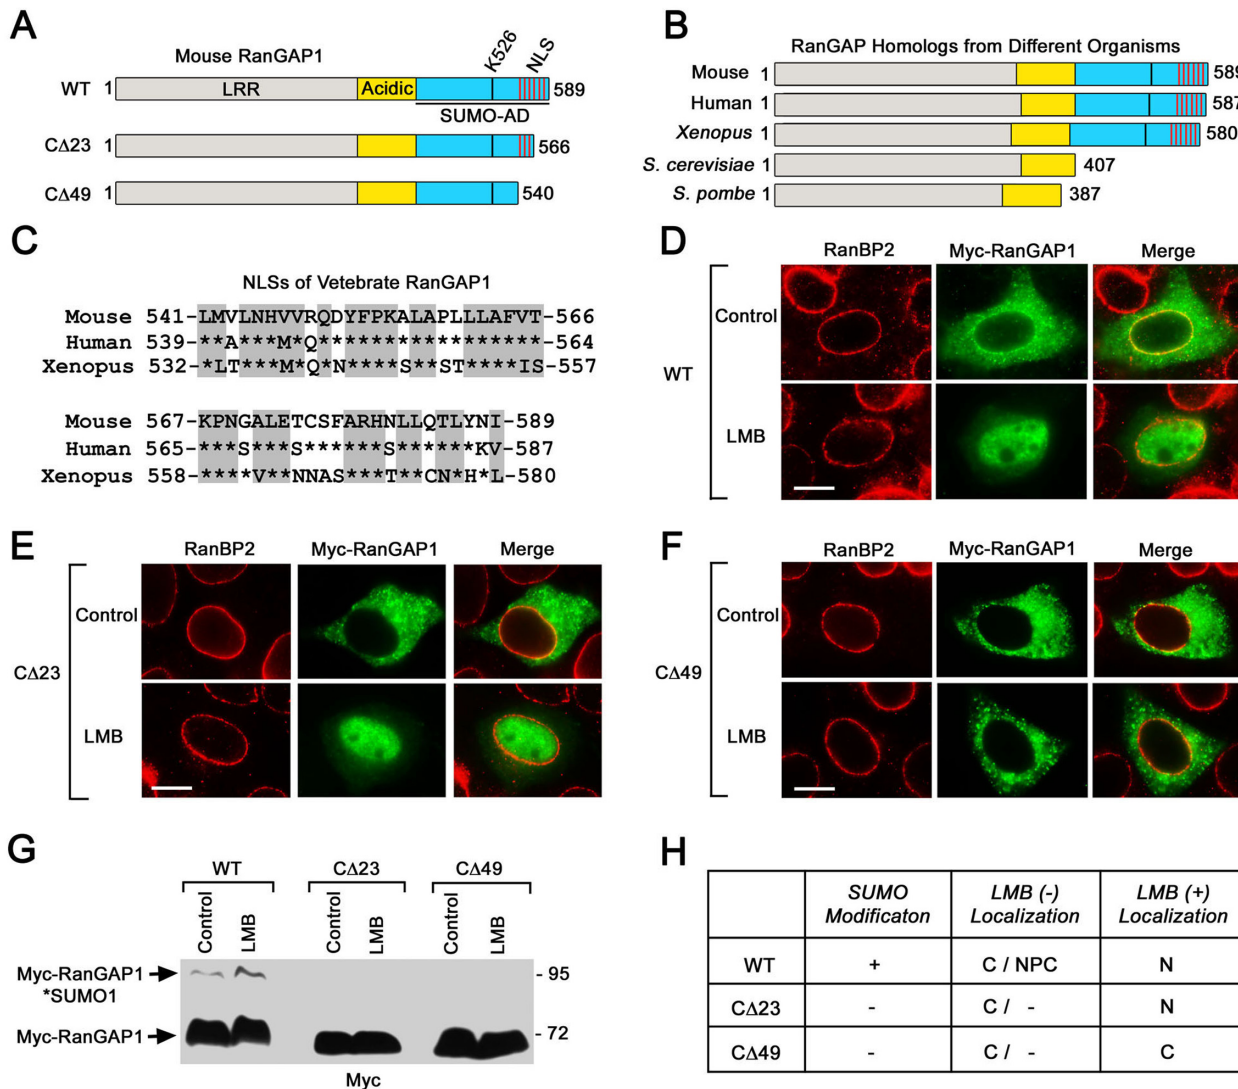 A
Mouse RanGAP1
K526
NLS
WT 1 LRR Acidic 589
SUMO-AD
CΔ23 1 566
CΔ49 1 540
B
RanGAP Homologs from Different Organisms
Mouse 1 589
Human 1 587
Xenopus 1 580
S. cerevisiae 1 407
S. pombe 1 387
C
NLSs of Vetebrate RanGAP1
Mouse 541-LMVLNHVVRQDYFPKALAPLLLAFVT-566
Human 539-**A***M*Q*****************-564
Xenopus 532-*LT***M*Q*N****S**ST****IS-557
Mouse 567-KPNGALETCSFARHNLLQTLYNI-589
Human 565-***S***S****S*******KV-587
Xenopus 558-****V**NNAS***T**CN*H*L-580
D
RanBP2 Myc-RanGAP1 Merge
WT
Control
LMB
E
RanBP2 Myc-RanGAP1 Merge
CΔ23
Control
LMB
F
RanBP2 Myc-RanGAP1 Merge
CΔ49
Control
LMB
G
WT CΔ23 CΔ49
Control LMB Control LMB Control LMB
Myc-RanGAP1 - 95
*SUMO1
Myc-RanGAP1 - 72
Myc
H
SUMO LMB (-) LMB (+)
Modificaton Localization Localization
WT + C / NPC N
CΔ23 - C / - N
CΔ49 - C / - C